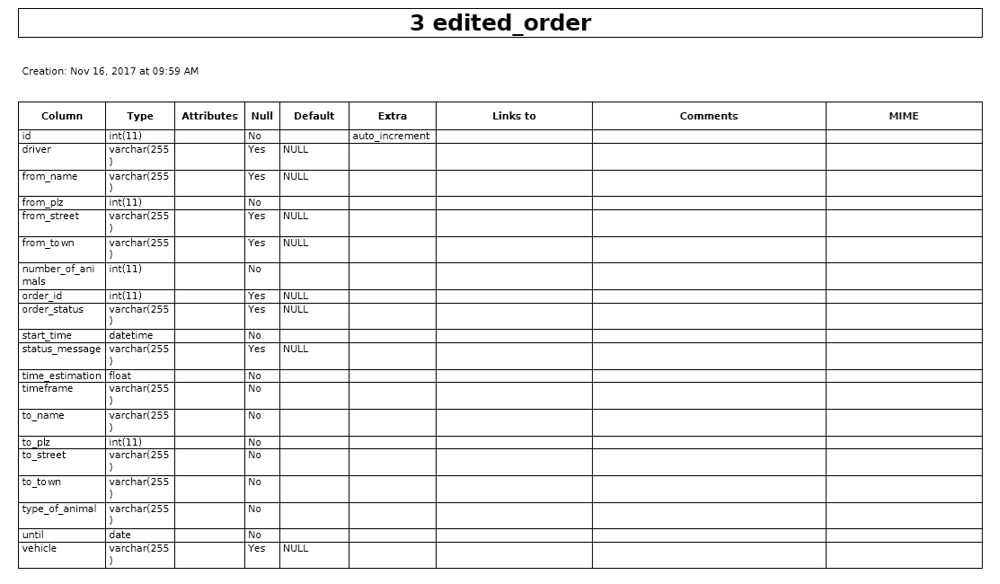 3 edited_order
Creation: Nov 16, 2017 at 09:59 AM
Column Type Attributes Null Default Extra Links to Comments MIME
id int(11) No auto_increment
driver varchar(255 Yes NULL
)
from_name varchar(255 Yes NULL
)
from_plz int(11) No
from_street varchar(255 Yes NULL
)
from_town varchar(255 Yes NULL
)
number_of_ani int(11) No
mals
order_id int(11) Yes NULL
order_status varchar(255 Yes NULL
)
start_time datetime No
status_message varchar(255 Yes NULL
)
time_estimation float No
timeframe varchar(255 No
)
to_name varchar(255 No
)
to_plz int(11) No
to_street varchar(255 No
)
to_town varchar(255 No
)
type_of_animal varchar(255 No
)
until date No
vehicle varchar(255 Yes NULL
)